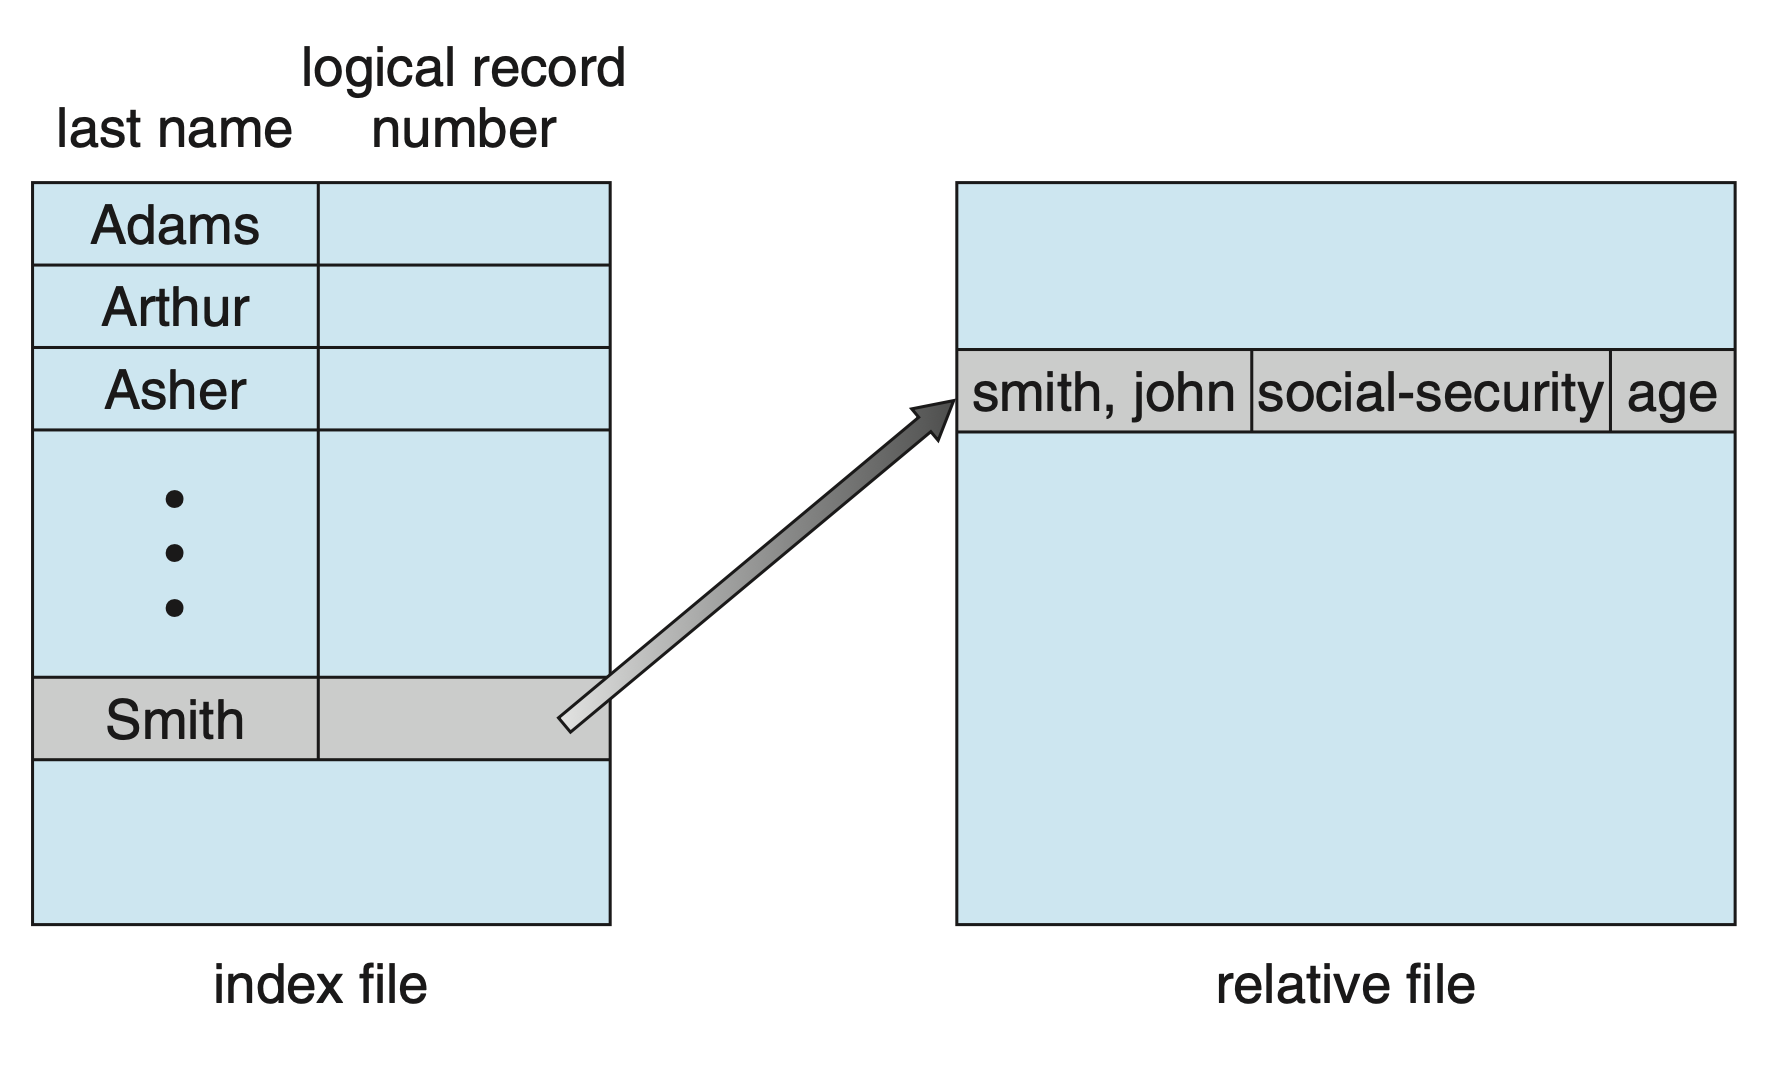 logical record
last name number
Adams
Arthur
Asher
smith, john social-security age
Smith
index file
relative file